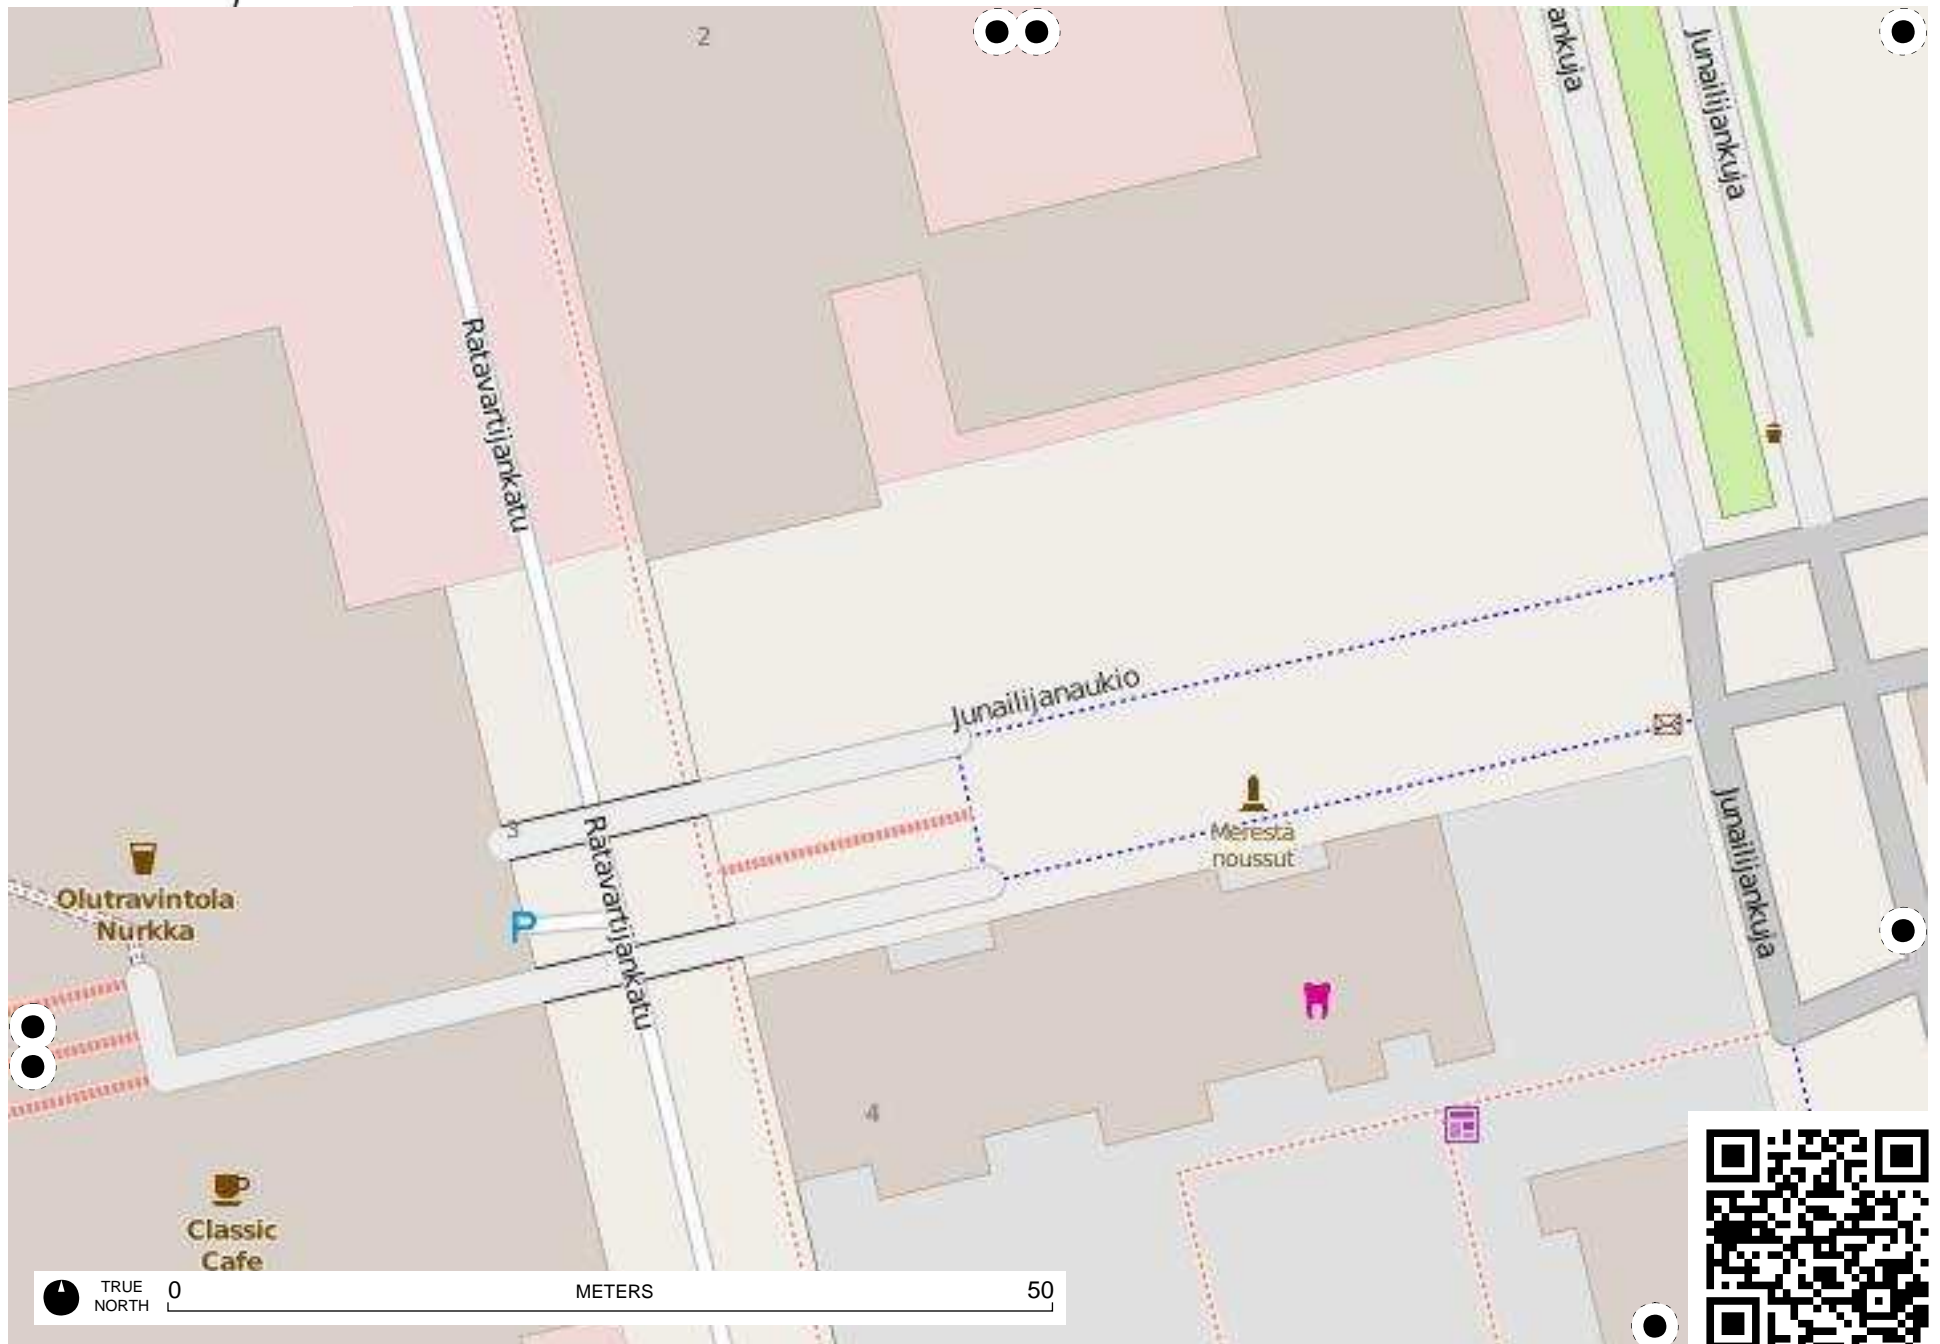 2
ankuja
Junailijankuja
Ratavartijankatu
Junailijanaukio
Merestä
noussut
3
Ratavartijankatu
Olutravintola
Nurkka
P
Junailijankuja
4
Classic
Cafe
TRUE
NORTH
0
METERS
50